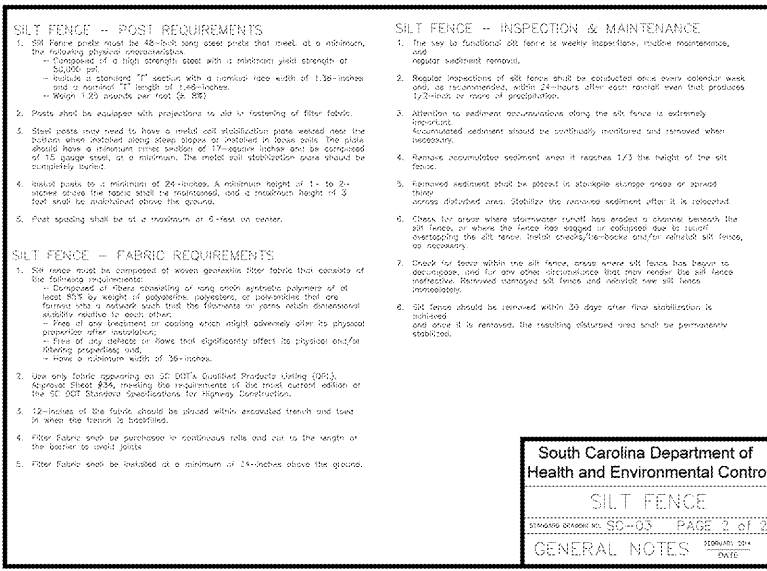 SILT FENCE - POST REQUIREMENTS
1. Silt Fence posts must be 48-inch long steel posts that meet, at a minimum,
the following physical characteristics.
- Composed of a high strength steel with a minimum yield strength of
50,000 psi.
- Include a standard "T" section with a nominal face width of 1.38-inches
and a nominal "T" length of 1.48-inches.
- Weigh 1.25 pounds per foot (± 8%)
2. Posts shall be equipped with projections to aid in fastening of filter fabric.
3. Steel posts may need to have a metal soil stabilization plate welded near the
bottom when installed along steep slopes or installed in loose soils. The plate
should have a minimum cross section of 17-square inches and be composed
of 15 gauge steel, at a minimum. The metal soil stabilization plate should be
completely buried.
4. Install posts to a minimum of 24-inches. A minimum height of 1- to 2-
inches above the fabric shall be maintained, and a maximum height of 3
feet shall be maintained above the ground.
5. Post spacing shall be at a maximum of 6-feet on center.
SILT FENCE - FABRIC REQUIREMENTS
1. Silt fence must be composed of woven geotextile filter fabric that consists of
the following requirements:
- Composed of fibers consisting of long chain synthetic polymers of at
least 85% by weight of polyolefins, polyesters, or polyamides that are
formed into a network such that the filaments or yarns retain dimensional
stability relative to each other;
- Free of any treatment or coating which might adversely alter its physical
properties after installation;
- Free of any defects or flaws that significantly affect its physical and/or
filtering properties; and,
- Have a minimum width of 36-inches.
2. Use only fabric appearing on SC DOT's Qualified Products Listing (QPL),
Approval Sheet #34, meeting the requirements of the most current edition of
the SC DOT Standard Specifications for Highway Construction.
3. 12-inches of the fabric should be placed within excavated trench and toed
in when the trench is backfilled.
4. Filter Fabric shall be purchased in continuous rolls and cut to the length of
the barrier to avoid joints.
5. Filter Fabric shall be installed at a minimum of 24-inches above the ground.
SILT FENCE - INSPECTION & MAINTENANCE
1. The key to functional silt fence is weekly inspections, routine maintenance,
and
regular sediment removal.
2. Regular inspections of silt fence shall be conducted once every calendar week
and, as recommended, within 24-hours after each rainfall even that produces
1/2-inch or more of precipitation.
3. Attention to sediment accumulations along the silt fence is extremely
important.
Accumulated sediment should be continually monitored and removed when
necessary.
4. Remove accumulated sediment when it reaches 1/3 the height of the silt
fence.
5. Removed sediment shall be placed in stockpile storage areas or spread
thinly
across disturbed area. Stabilize the removed sediment after it is relocated.
6. Check for areas where stormwater runoff has eroded a channel beneath the
silt fence, or where the fence has sagged or collapsed due to runoff
overtopping the silt fence. Install checks/tie-backs and/or reinstall silt fence,
as necessary.
7. Check for tears within the silt fence, areas where silt fence has begun to
decompose, and for any other circumstance that may render the silt fence
ineffective. Removed damaged silt fence and reinstall new silt fence
immediately.
8. Silt fence should be removed within 30 days after final stabilization is
achieved
and once it is removed, the resulting disturbed area shall be permanently
stabilized.
South Carolina Department of
Health and Environmental Contro
SILT FENCE
STANDARD DRAWING NO. SC-03 PAGE 2 of 2
GENERAL NOTES FEBRUARY 2014
DATE